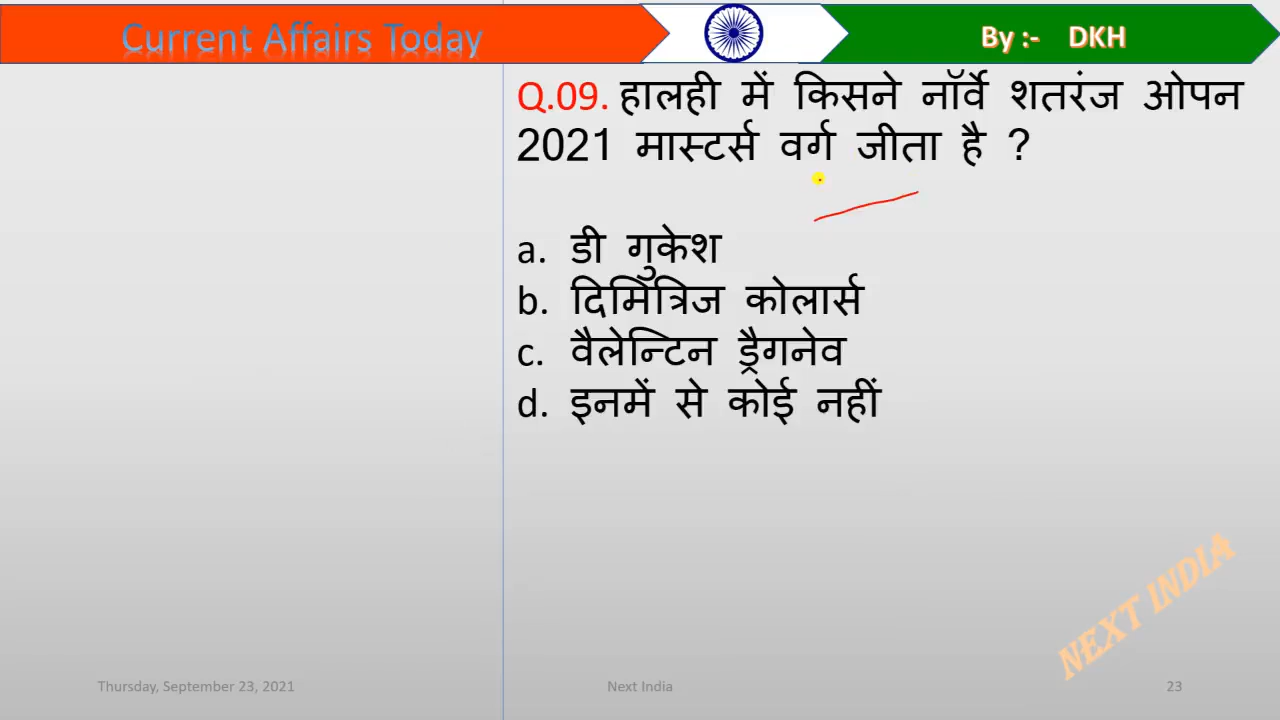 Current Affairs Today
By :- DKH
Q.09. हालही में किसने नॉर्वे शतरंज ओपन
2021 मास्टर्स वर्ग जीता है ?
a. डी गुकेश
b. दिमित्रिज कोलार्स
c. वैलेन्टिन ड्रैगनेव
d. इनमें से कोई नहीं
NEXT INDIA
Thursday, September 23, 2021
Next India
23